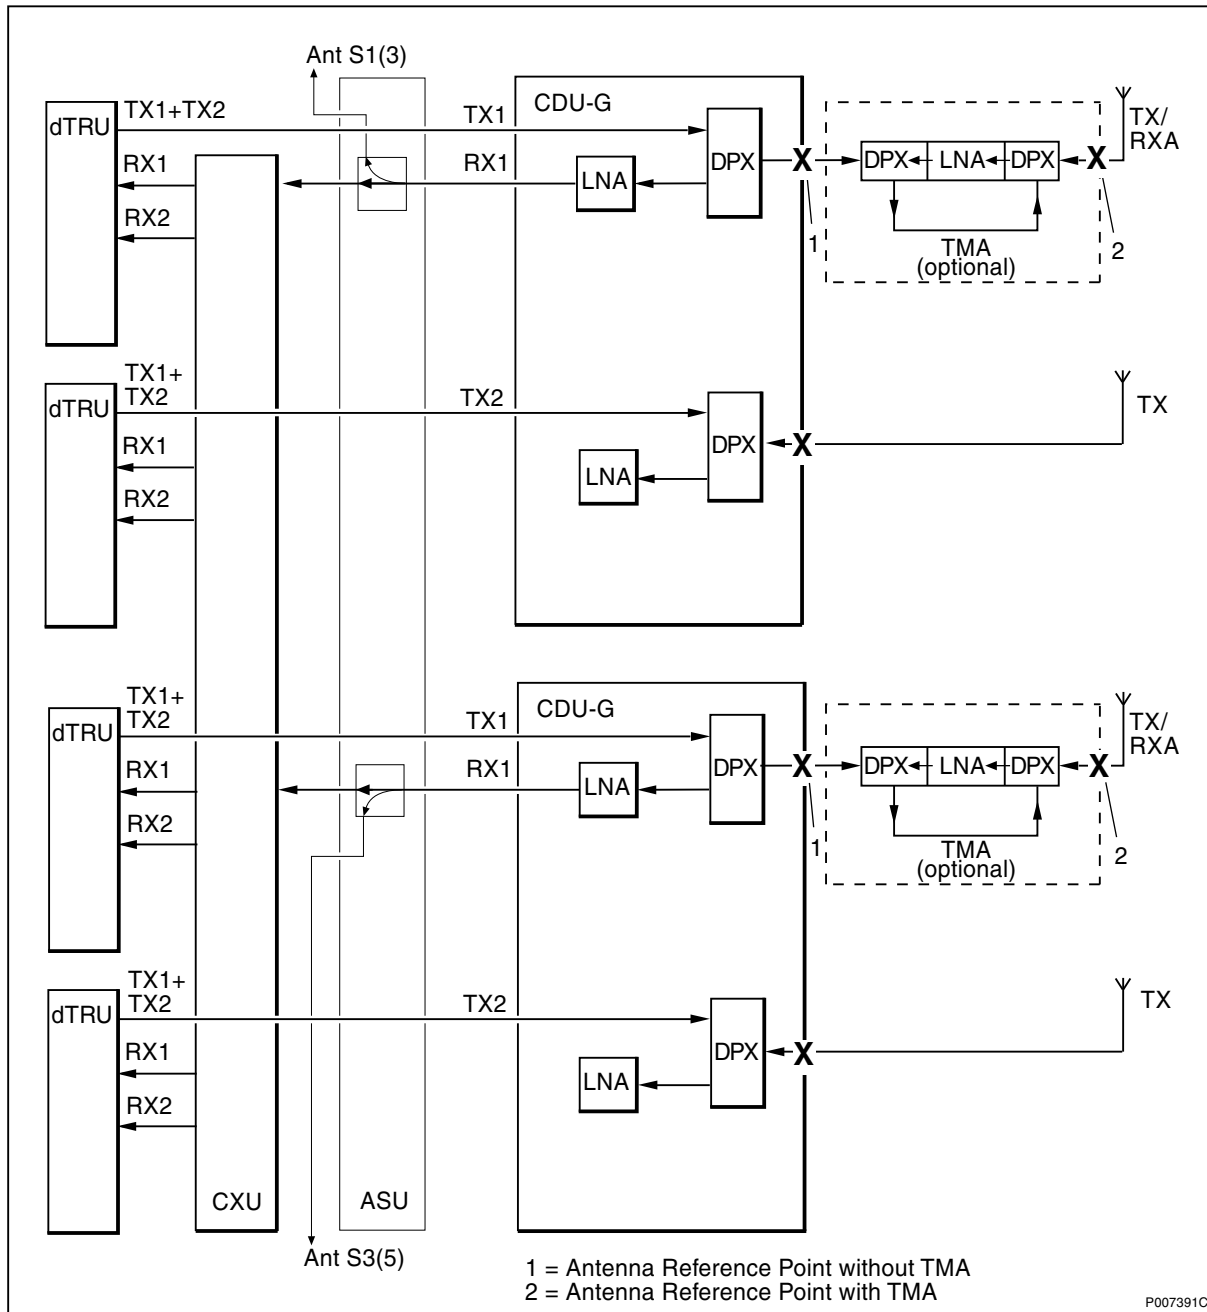 Ant S1(3)
dTRU
TX1+TX2
RX1
RX2
TX1
RX1
CDU-G
LNA
DPX
1
DPX
LNA
DPX
TMA
(optional)
2
TX/
RXA
dTRU
TX1+
TX2
RX1
RX2
TX2
LNA
DPX
TX
dTRU
TX1+
TX2
RX1
RX2
TX1
RX1
CDU-G
LNA
DPX
1
DPX
LNA
DPX
TMA
(optional)
2
TX/
RXA
dTRU
TX1+
TX2
RX1
RX2
TX2
LNA
DPX
TX
X
X
X
X
X
X
CXU
ASU
Ant S3(5)
1 = Antenna Reference Point without TMA
2 = Antenna Reference Point with TMA
P007391C